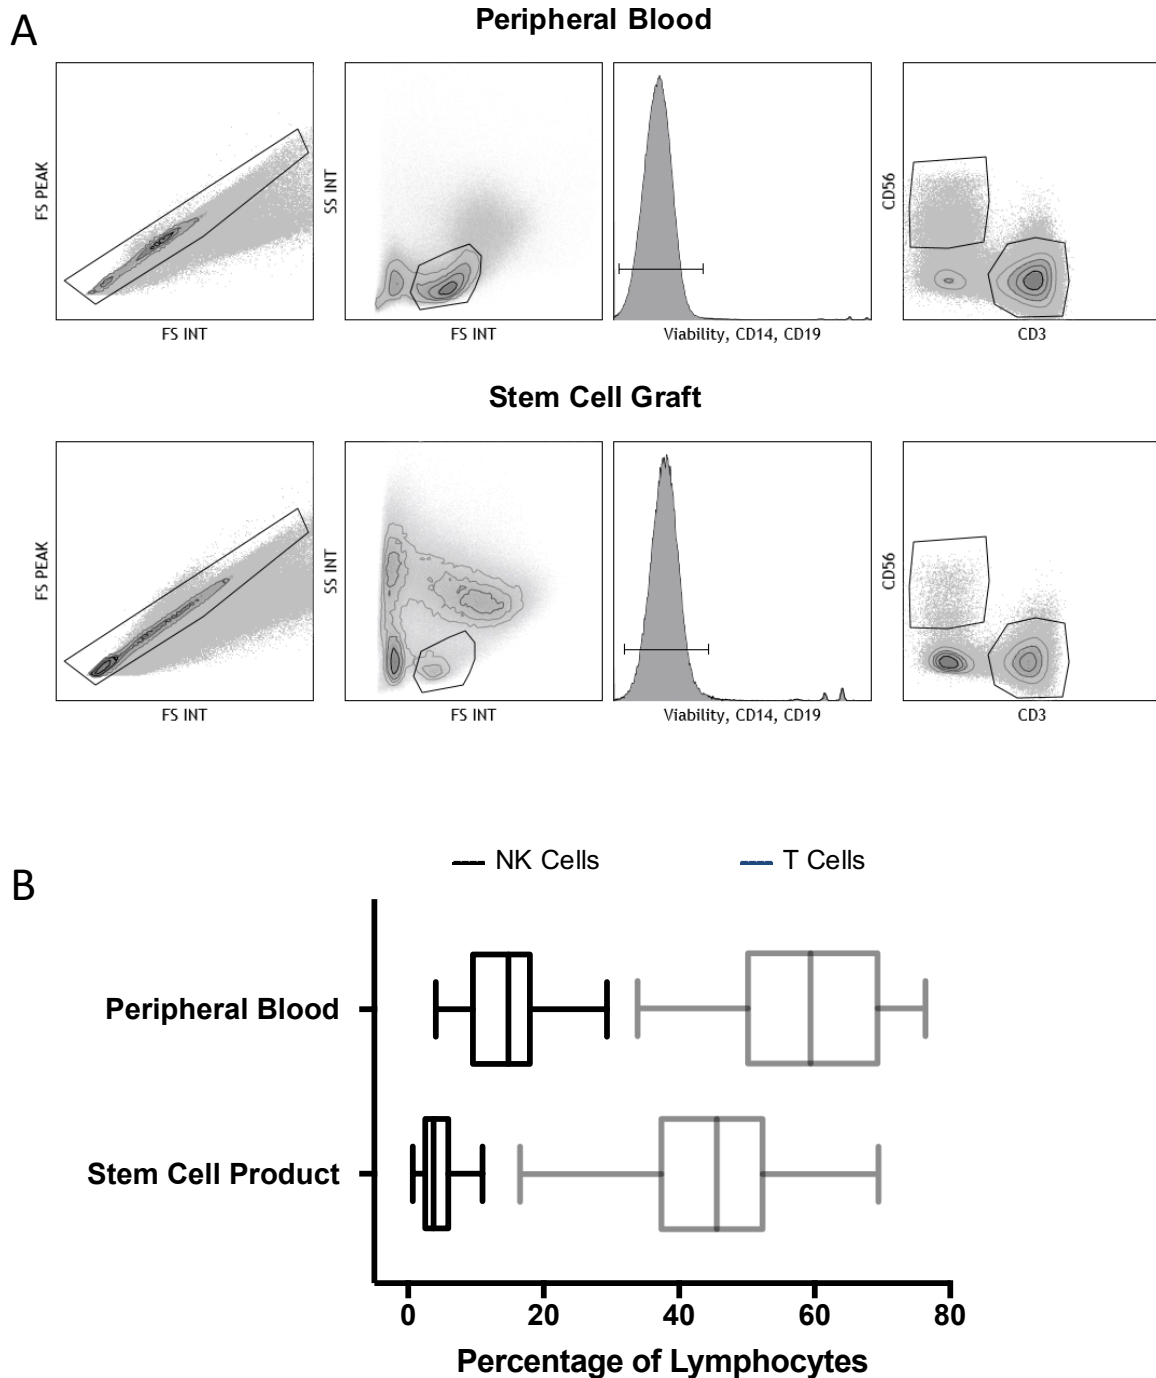 A
Peripheral Blood
FS PEAK
FS INT
SS INT
FS INT
Viability, CD14, CD19
CD56
CD3
Stem Cell Graft
FS PEAK
FS INT
SS INT
FS INT
Viability, CD14, CD19
CD56
CD3
B
NK Cells
T Cells
Peripheral Blood
Stem Cell Product
0 20 40 60 80
Percentage of Lymphocytes